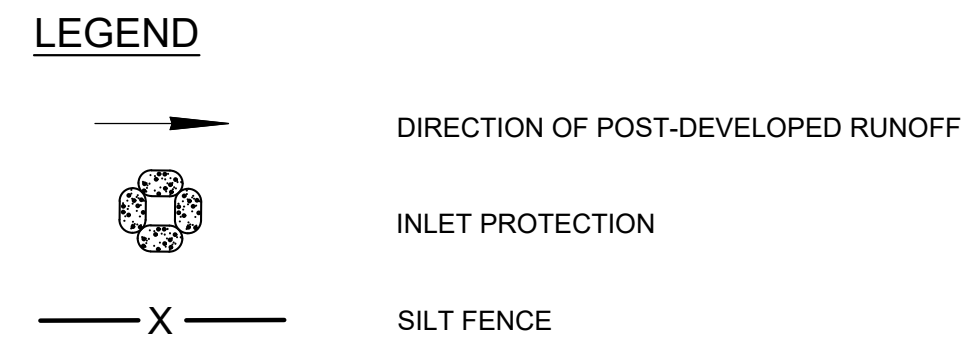 LEGEND
DIRECTION OF POST-DEVELOPED RUNOFF
INLET PROTECTION
X SILT FENCE